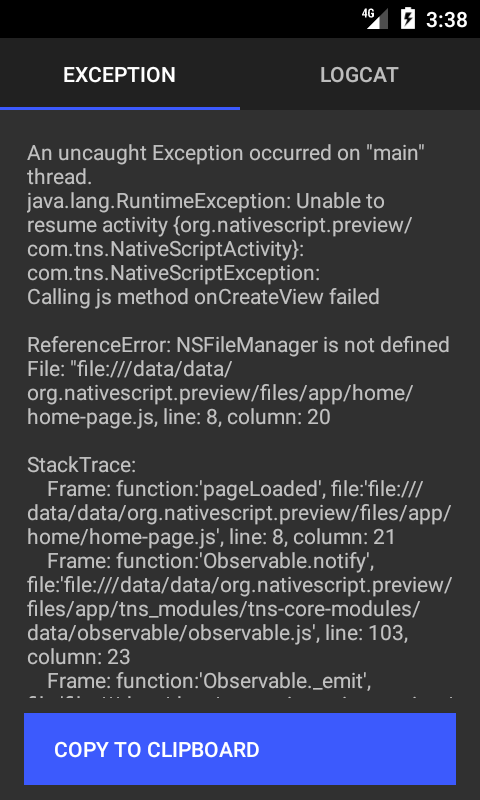 4G 3:38
EXCEPTION LOGCAT
An uncaught Exception occurred on "main"
thread.
java.lang.RuntimeException: Unable to
resume activity {org.nativescript.preview/
com.tns.NativeScriptActivity}:
com.tns.NativeScriptException:
Calling js method onCreateView failed
ReferenceError: NSFileManager is not defined
File: "file:///data/data/
org.nativescript.preview/files/app/home/
home-page.js, line: 8, column: 20
StackTrace:
Frame: function:'pageLoaded', file:'file:///
data/data/org.nativescript.preview/files/app/
home/home-page.js', line: 8, column: 21
Frame: function:'Observable.notify',
file:'file:///data/data/org.nativescript.preview/
files/app/tns_modules/tns-core-modules/
data/observable/observable.js', line: 103,
column: 23
Frame: function:'Observable._emit',
COPY TO CLIPBOARD